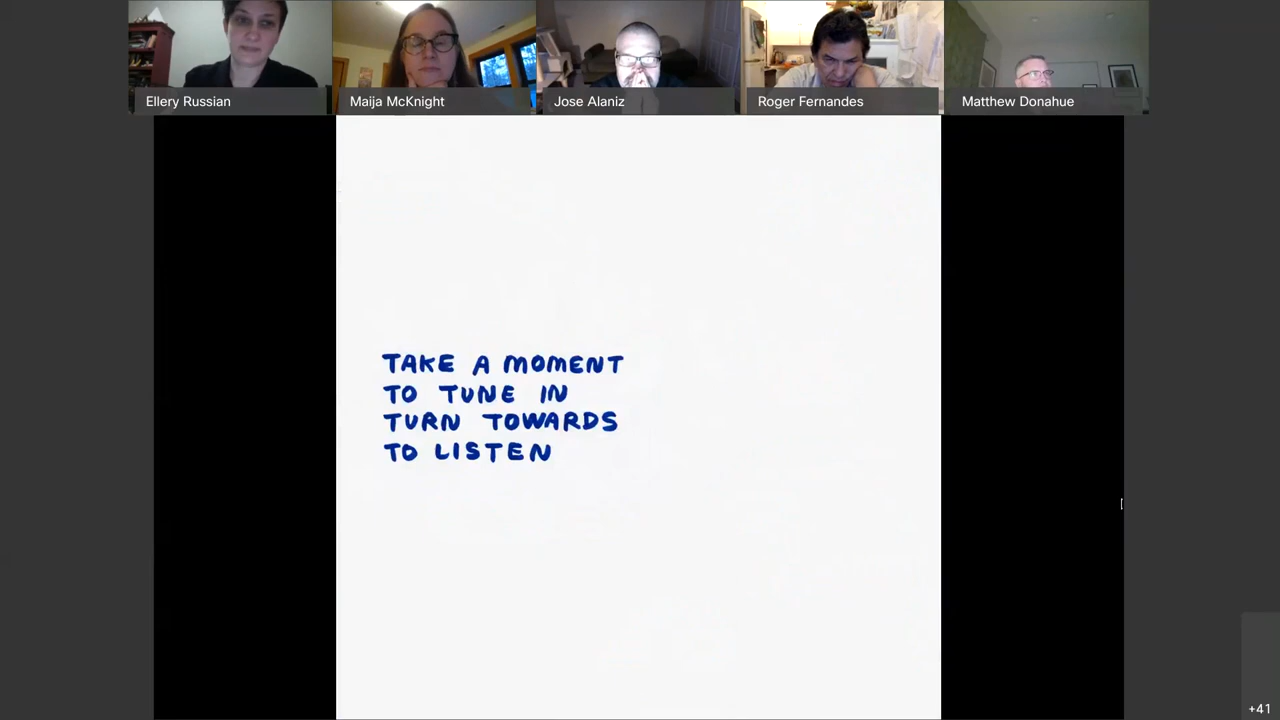 Ellery Russian
Maija McKnight
Jose Alaniz
Roger Fernandes
Matthew Donahue
TAKE A MOMENT
TO TUNE IN
TURN TOWARDS
TO LISTEN
+41